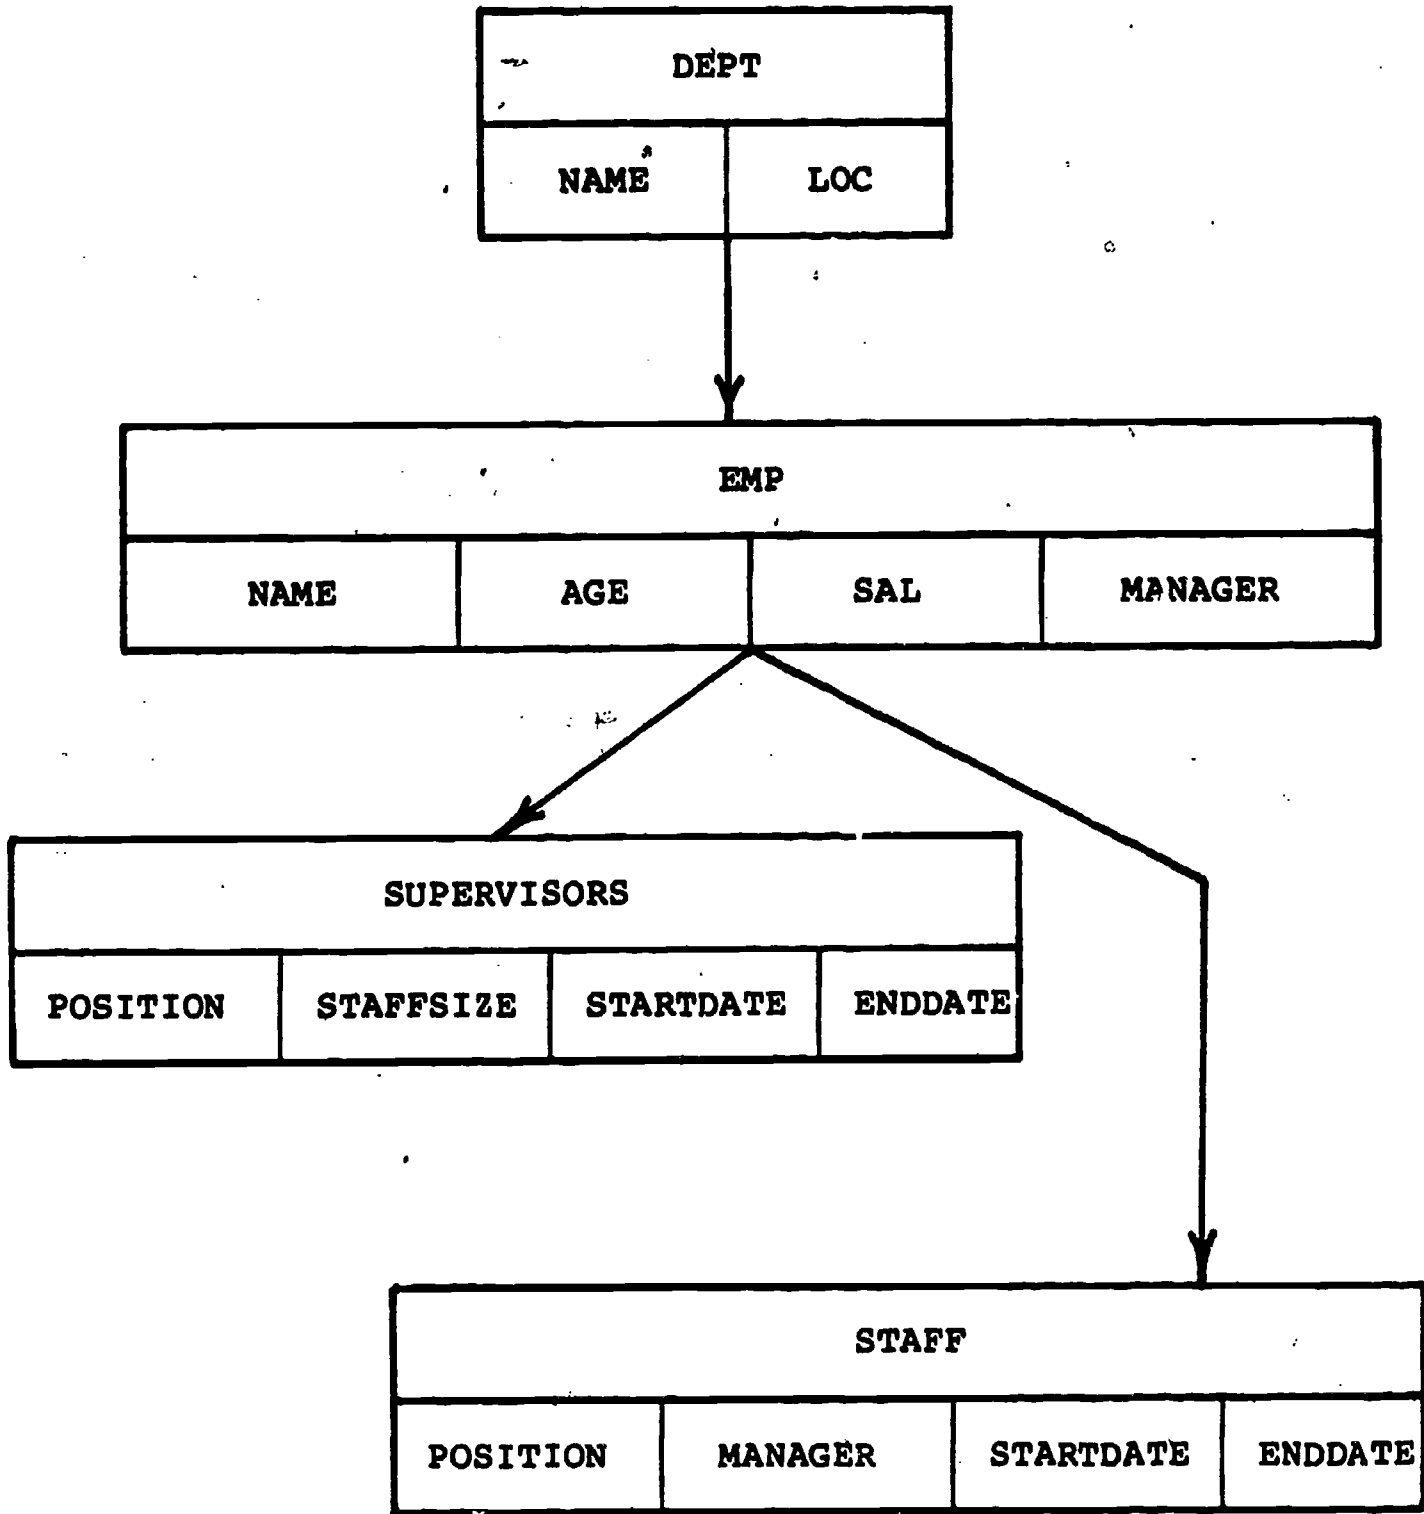 DEPT
NAME LOC
EMP
NAME AGE SAL MANAGER
SUPERVISORS
POSITION STAFFSIZE STARTDATE ENDDATE
STAFF
POSITION MANAGER STARTDATE ENDDATE